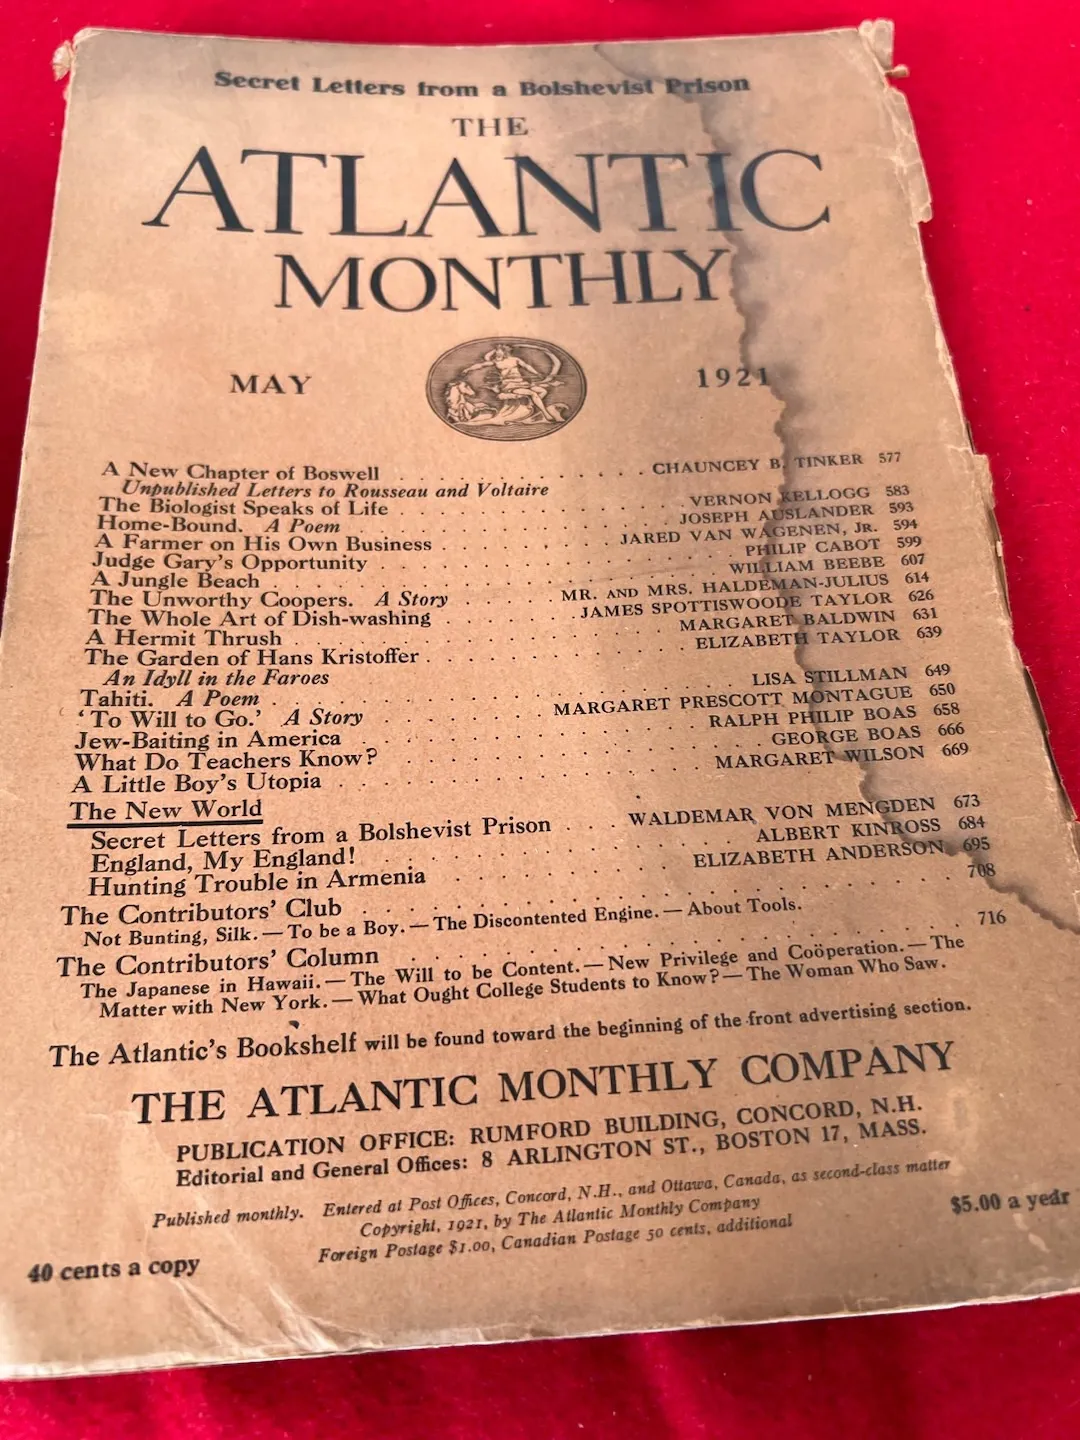 Secret Letters from a Bolshevist Prison
THE
ATLANTIC
MONTHLY
MAY 1921
A New Chapter of Boswell . . . . . . . . . . . CHAUNCEY B. TINKER 577
Unpublished Letters to Rousseau and Voltaire
The Biologist Speaks of Life . . . . . . . . . . . VERNON KELLOGG 583
Home-Bound. A Poem . . . . . . . . . . . JOSEPH AUSLANDER 593
A Farmer on His Own Business . . . . . . . . JARED VAN WAGENEN, JR. 594
Judge Gary's Opportunity . . . . . . . . . . . PHILIP CABOT 599
A Jungle Beach . . . . . . . . . . . WILLIAM BEEBE 607
The Unworthy Coopers. A Story . . . . . MR. AND MRS. HALDEMAN-JULIUS 614
The Whole Art of Dish-washing . . . . . . . JAMES SPOTTISWOODE TAYLOR 626
A Hermit Thrush . . . . . . . . . . . MARGARET BALDWIN 631
The Garden of Hans Kristoffer . . . . . . . . . . . ELIZABETH TAYLOR 639
An Idyll in the Faroes
Tahiti. A Poem . . . . . . . . . . . LISA STILLMAN 649
'To Will to Go.' A Story . . . . . . . . MARGARET PRESCOTT MONTAGUE 650
Jew-Baiting in America . . . . . . . . . . . RALPH PHILIP BOAS 658
What Do Teachers Know? . . . . . . . . . . . GEORGE BOAS 666
A Little Boy's Utopia . . . . . . . . . . . MARGARET WILSON 669
The New World
Secret Letters from a Bolshevist Prison . . . WALDEMAR VON MENGDEN 673
England, My England! . . . . . . . . . . . ALBERT KINROSS 684
Hunting Trouble in Armenia . . . . . . . . . . . ELIZABETH ANDERSON 695
The Contributors' Club . . . . . . . . . . . 708
Not Bunting, Silk. — To be a Boy. — The Discontented Engine. — About Tools.
The Contributors' Column . . . . . . . . . . . 716
The Japanese in Hawaii. — The Will to be Content. — New Privilege and Coöperation. — The
Matter with New York. — What Ought College Students to Know? — The Woman Who Saw.
The Atlantic's Bookshelf will be found toward the beginning of the front advertising section.
THE ATLANTIC MONTHLY COMPANY
PUBLICATION OFFICE: RUMFORD BUILDING, CONCORD, N.H.
Editorial and General Offices: 8 ARLINGTON ST., BOSTON 17, MASS.
Published monthly. Entered at Post Offices, Concord, N.H., and Ottawa, Canada, as second-class matter
Copyright, 1921, by The Atlantic Monthly Company
Foreign Postage $1.00, Canadian Postage 50 cents, additional
40 cents a copy $5.00 a year